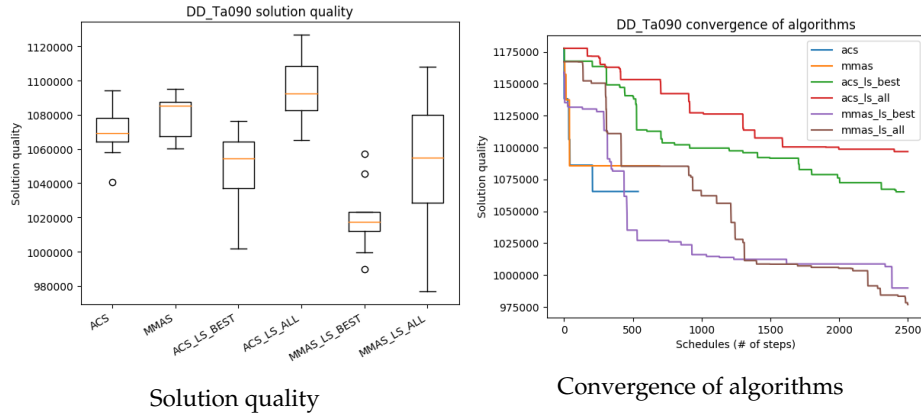 DD_Ta090 solution quality
Solution quality
1120000
1100000
1080000
1060000
1040000
1020000
1000000
980000
ACS
MMAS
ACS_LS_BEST
ACS_LS_ALL
MMAS_LS_BEST
MMAS_LS_ALL
Solution quality
DD_Ta090 convergence of algorithms
Solution quality
1175000
1150000
1125000
1100000
1075000
1050000
1025000
1000000
975000
acs
mmas
acs_ls_best
acs_ls_all
mmas_ls_best
mmas_ls_all
0
500
1000
1500
2000
2500
Schedules (# of steps)
Convergence of algorithms